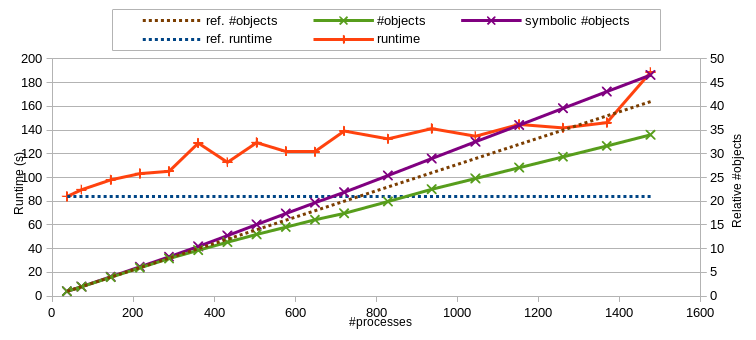 ref. #objects #objects symbolic #objects
ref. runtime runtime
200 50
180 45
160 40
140 35
120 30
100 25
80 20
60 15
40 10
20 5
0 0
Runtime (s)
Relative #objects
0 200 400 600 800 1000 1200 1400 1600
#processes